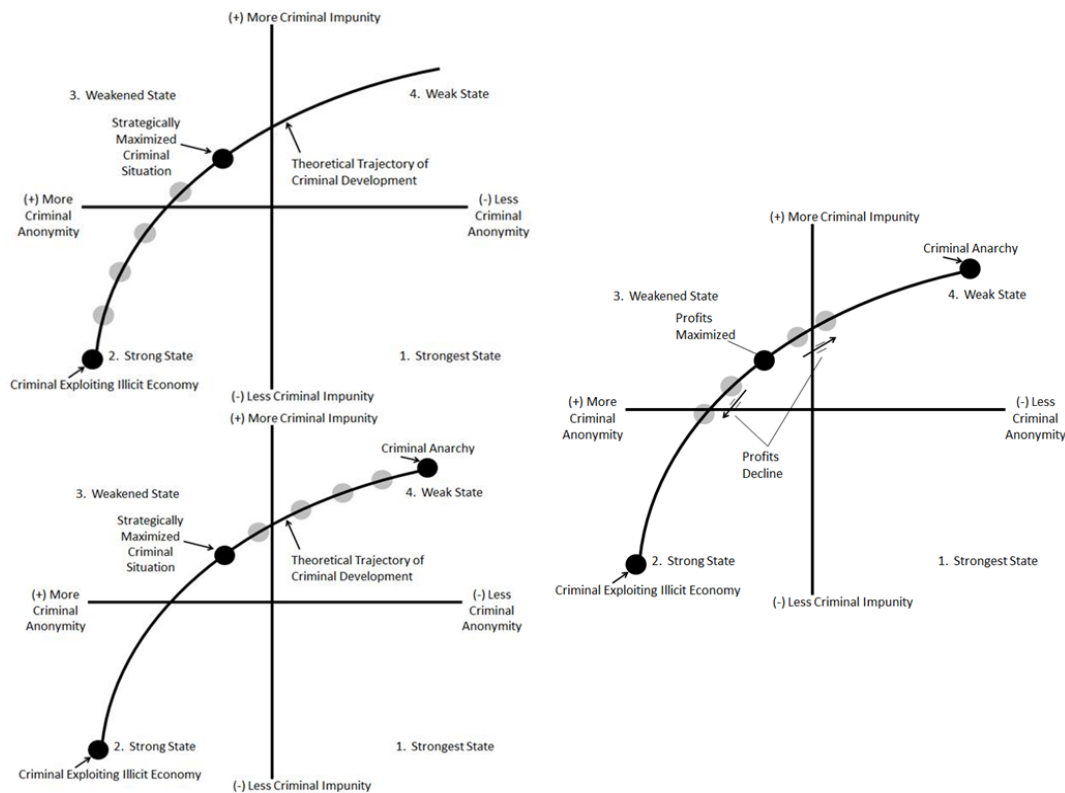 (+) More Criminal Impunity
3. Weakened State
4. Weak State
Strategically
Maximized
Criminal
Situation
Theoretical Trajectory of
Criminal Development
(+) More
Criminal
Anonymity
(-) Less
Criminal
Anonymity
2. Strong State
1. Strongest State
Criminal Exploiting Illicit Economy
(-) Less Criminal Impunity
(+) More Criminal Impunity
Criminal Anarchy
3. Weakened State
4. Weak State
Strategically
Maximized
Criminal
Situation
Theoretical Trajectory of
Criminal Development
(+) More
Criminal
Anonymity
(-) Less
Criminal
Anonymity
2. Strong State
1. Strongest State
Criminal Exploiting Illicit Economy
(-) Less Criminal Impunity
(+) More Criminal Impunity
Criminal Anarchy
3. Weakened State
4. Weak State
Profits
Maximized
(+) More
Criminal
Anonymity
(-) Less
Criminal
Anonymity
Profits
Decline
2. Strong State
1. Strongest State
Criminal Exploiting Illicit Economy
(-) Less Criminal Impunity